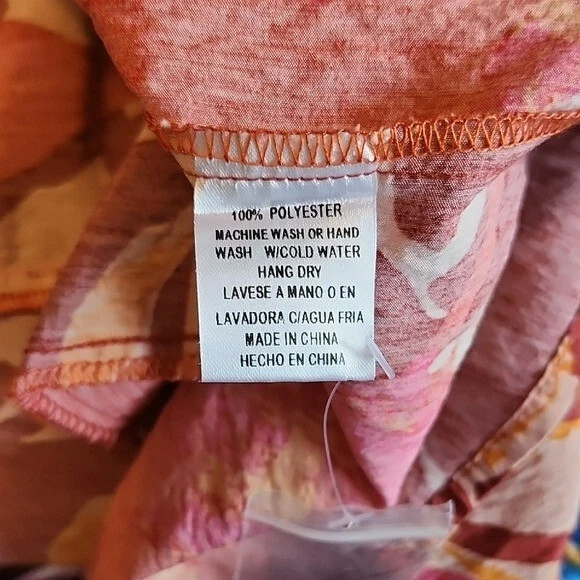 100% POLYESTER
MACHINE WASH OR HAND
WASH W/COLD WATER
HANG DRY
LAVESE A MANO O EN
LAVADORA C/AGUA FRIA
MADE IN CHINA
HECHO EN CHINA